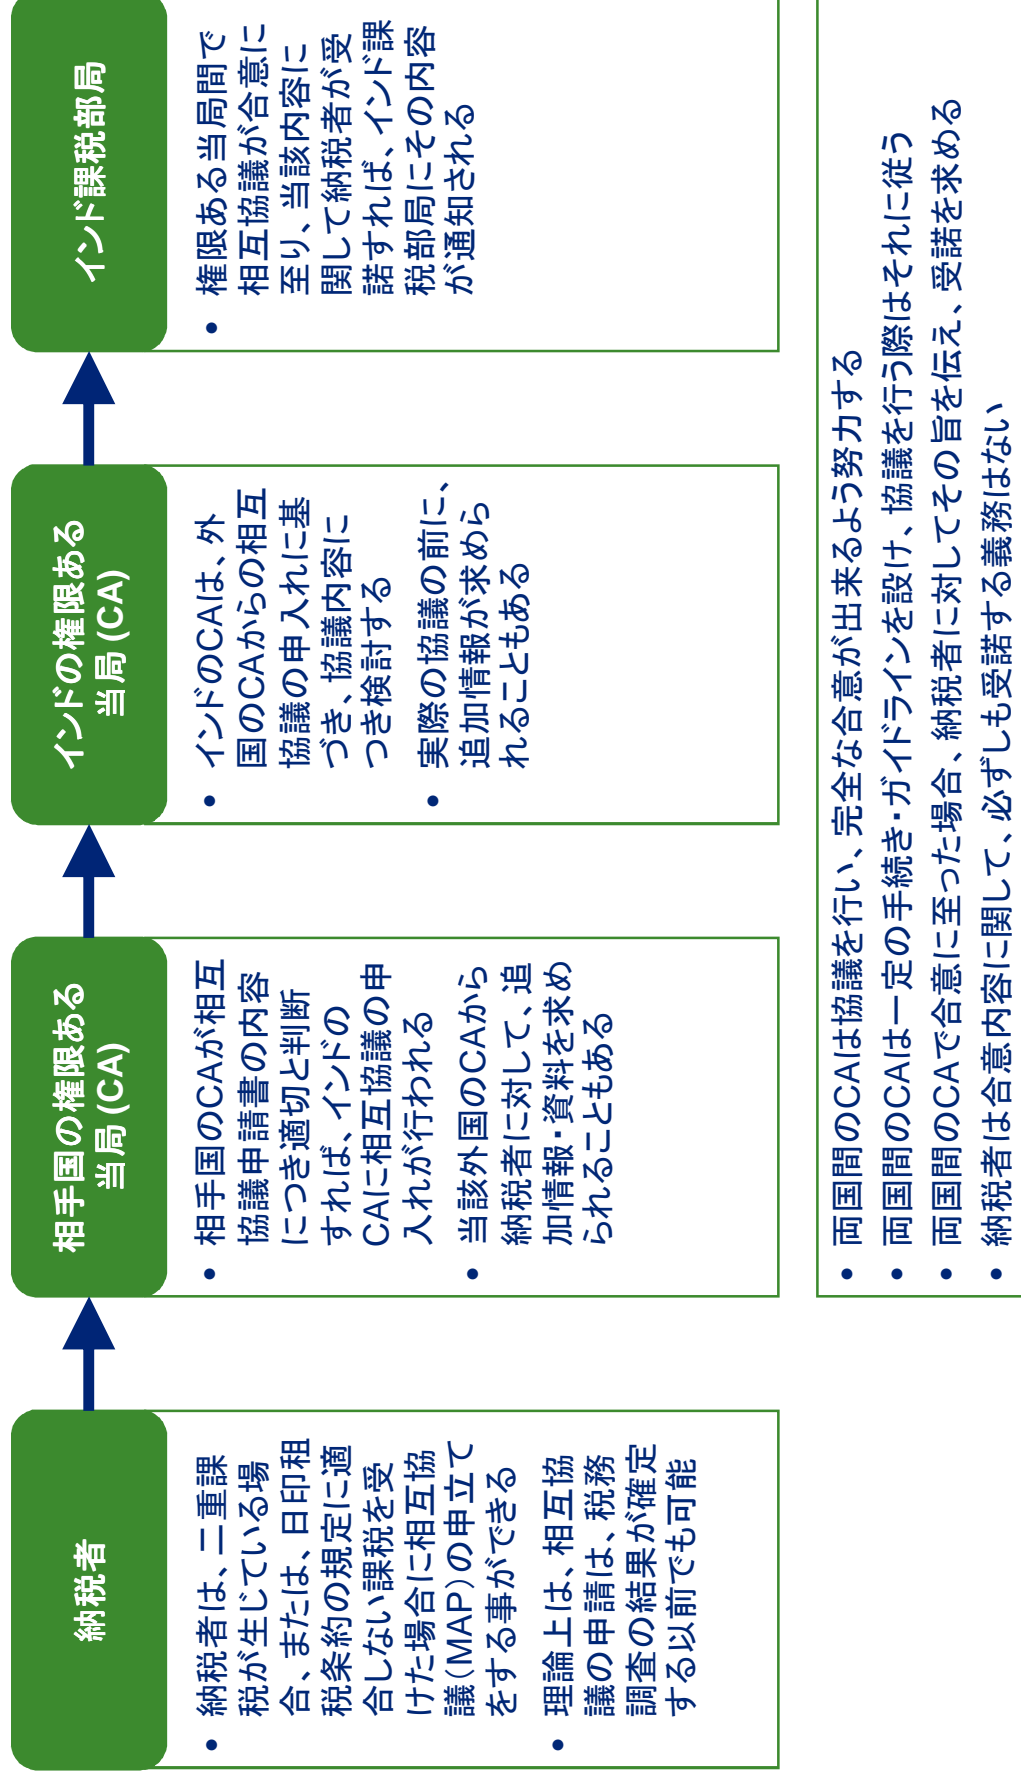 納税者
• 納税者は、二重課
税が生じている場
合、または、日印租
税条約の規定に適
合しない課税を受
けた場合に相互協
議（MAP）の申立て
をする事ができる
• 理論上は、相互協
議の申請は、税務
調査の結果が確定
する以前でも可能
相手国の権限ある
当局 (CA)
• 相手国のCAが相互
協議申請書の内容
につき適切と判断
すれば、インドの
CAに相互協議の申
入れが行われる
• 当該外国のCAから
納税者に対して、追
加情報・資料を求め
られることもある
インドの権限ある
当局 (CA)
• インドのCAは、外
国のCAからの相互
協議の申入れに基
づき、協議内容に
つき検討する
• 実際の協議の前に、
追加情報が求めら
れることもある
インド課税部局
• 権限ある当局間で
相互協議が合意に
至り、当該内容に
関して納税者が受
諾すれば、インド課
税部局にその内容
が通知される
• 両国間のCAは協議を行い、完全な合意が出来るよう努力する
• 両国間のCAは一定の手続き・ガイドラインを設け、協議を行う際はそれに従う
• 両国間のCAで合意に至った場合、納税者に対してその旨を伝え、受諾を求める
• 納税者は合意内容に関して、必ずしも受諾する義務はない